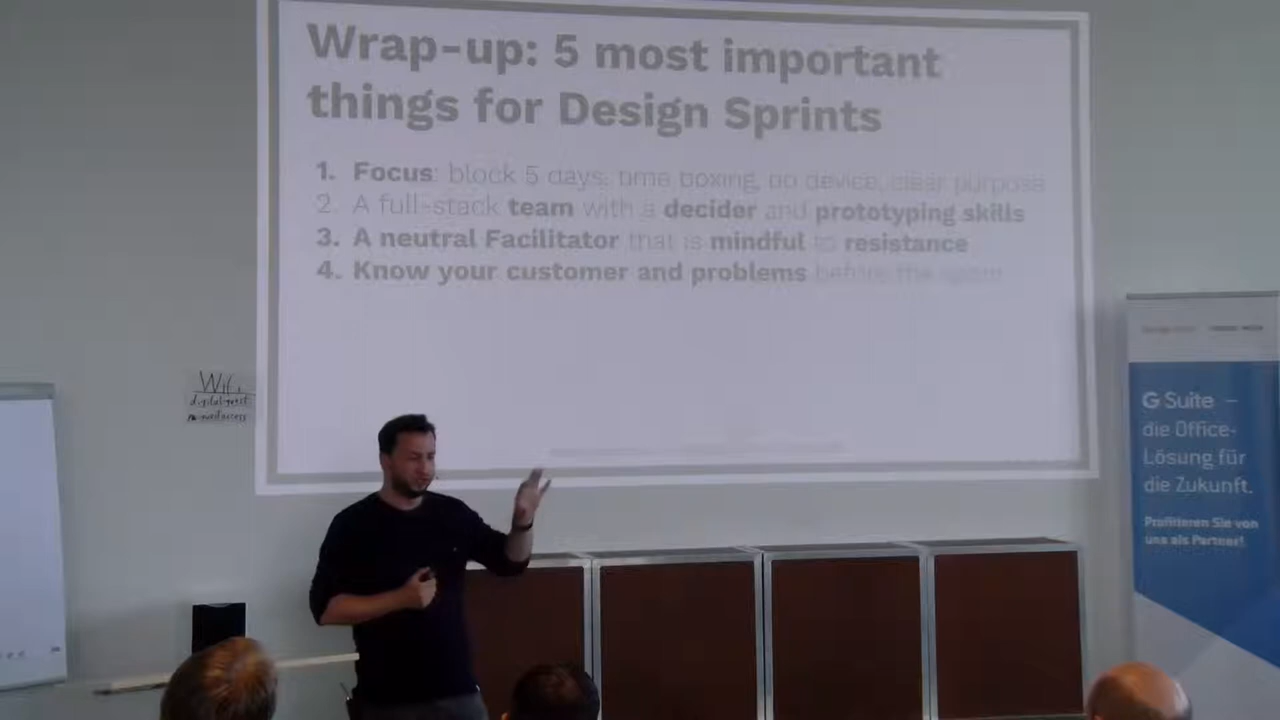 Wrap-up: 5 most important
things for Design Sprints
1. Focus: block 5 days, time boxing, no device, clear purpose
2. A full-stack team with a decider and prototyping skills
3. A neutral Facilitator that is mindful to resistance
4. Know your customer and problems before the sprint
Wifi
G Suite –
die Office-
Lösung für
die Zukunft.
Profitieren Sie von
uns als Partner!